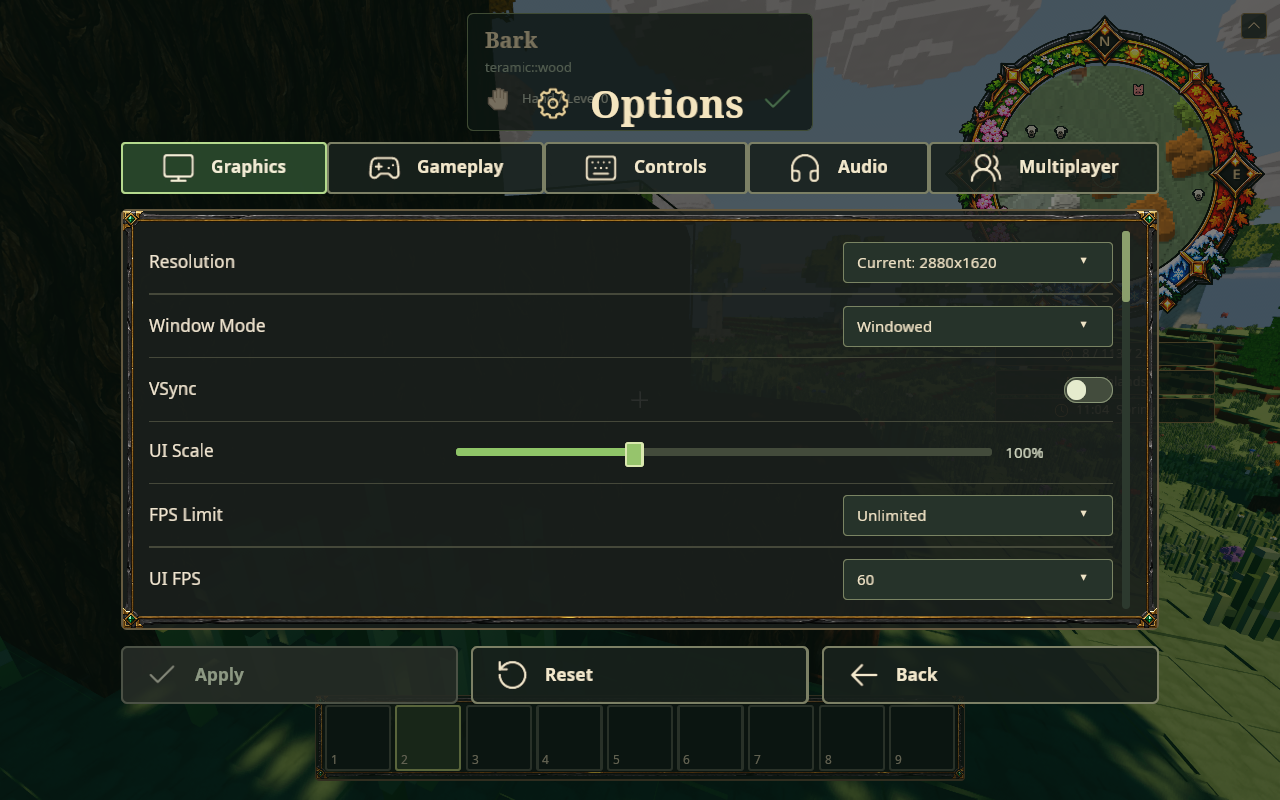 Bark
teramic::wood
Options
N
E
Graphics
Gameplay
Controls
Audio
Multiplayer
Resolution
Current: 2880x1620
Window Mode
Windowed
VSync
UI Scale
100%
FPS Limit
Unlimited
UI FPS
60
Apply
Reset
Back
1
2
3
4
5
6
7
8
9